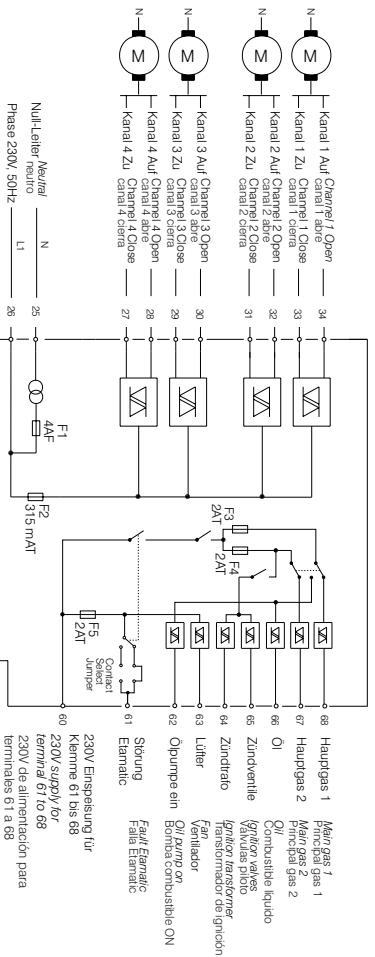 N
M
Kanal 1 Auf Channel 1 Open
canal 1 abre
34
Kanal 1 Zu Channel 1 Close
canal 1 cierra
33
N
M
Kanal 2 Auf Channel 2 Open
canal 2 abre
32
Kanal 2 Zu Channel 2 Close
canal 2 cierra
31
N
M
Kanal 3 Auf Channel 3 Open
canal 3 abre
30
Kanal 3 Zu Channel 3 Close
canal 3 cierra
29
N
M
Kanal 4 Auf Channel 4 Open
canal 4 abre
28
Kanal 4 Zu Channel 4 Close
canal 4 cierra
27
Null-Leiter Neutral
neutro
N
25
L1
Phase 230V, 50Hz
26
F1
4AF
F2
315 mAT
F3
2AT
F4
2AT
F5
2AT
Contact
Select
Jumper
68
Hauptgas 1
Main gas 1
Principal gas 1
67
Hauptgas 2
Main gas 2
Principal gas 2
66
Öl
Oil
Combustible líquido
65
Zündventile
Ignition valves
Válvulas piloto
64
Zündtrafo
Ignition transformer
Transformador de ignición
63
Lüfter
Fan
Ventilador
62
Ölpumpe ein
Oil pump on
Bomba combustible ON
61
Störung
Etamatic
Fault Etamatic
Falla Etamatic
60
230V Einspeisung für
Klemme 61 bis 68
230V supply for
terminal 61 to 68
230V de alimentación para
terminales 61 a 68